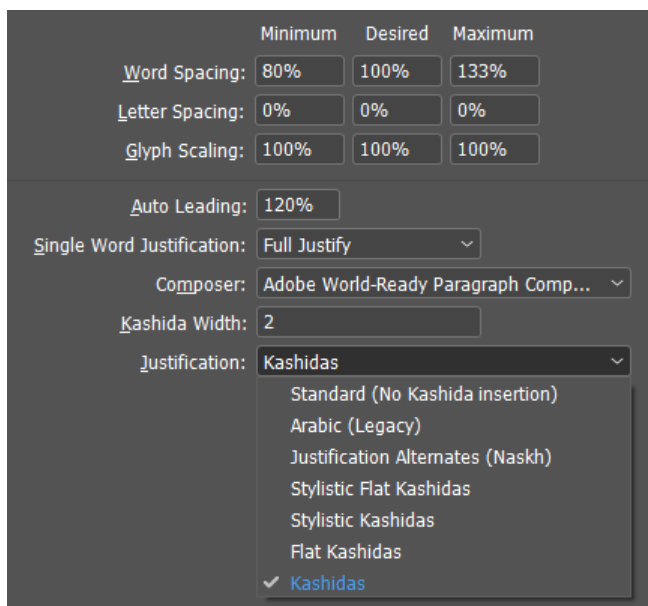 Minimum Desired Maximum
Word Spacing: 80% 100% 133%
Letter Spacing: 0% 0% 0%
Glyph Scaling: 100% 100% 100%
Auto Leading: 120%
Single Word Justification: Full Justify
Composer: Adobe World-Ready Paragraph Comp...
Kashida Width: 2
Justification: Kashidas
Standard (No Kashida insertion)
Arabic (Legacy)
Justification Alternates (Naskh)
Stylistic Flat Kashidas
Stylistic Kashidas
Flat Kashidas
Kashidas